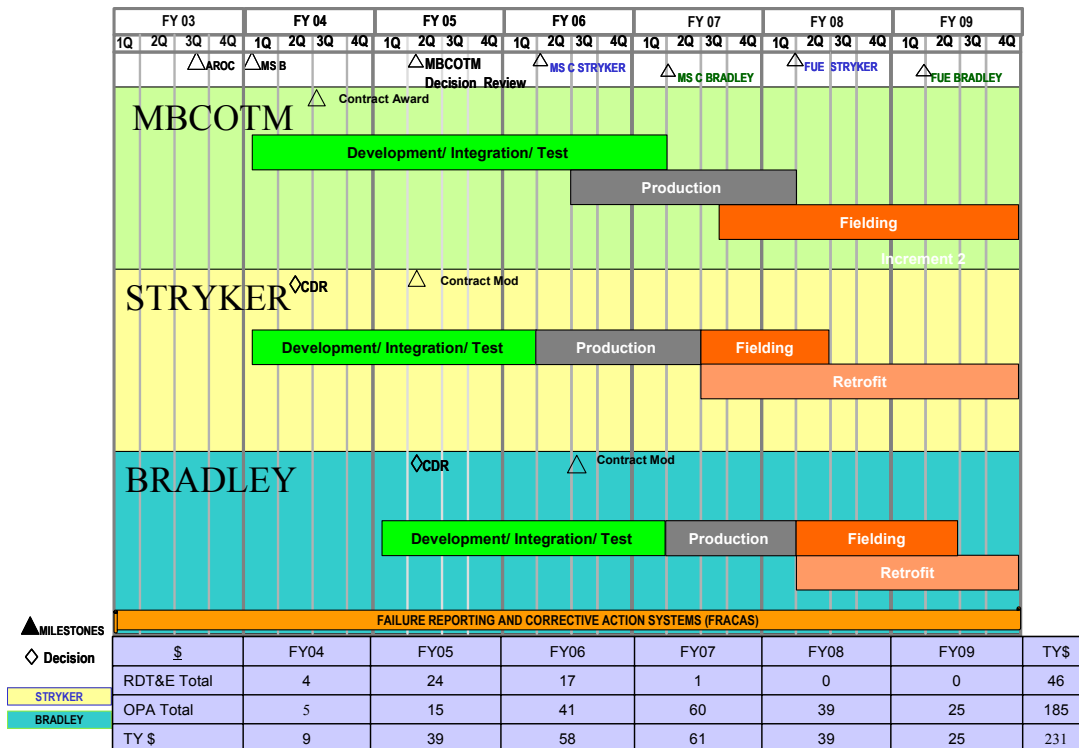 FY 03 FY 04 FY 05 FY 06 FY 07 FY 08 FY 09
1Q 2Q 3Q 4Q 1Q 2Q 3Q 4Q 1Q 2Q 3Q 4Q 1Q 2Q 3Q 4Q 1Q 2Q 3Q 4Q 1Q 2Q 3Q 4Q 1Q 2Q 3Q 4Q
AROC MS B MBCOTM MS C STRYKER MS C BRADLEY FUE STRYKER FUE BRADLEY
Decision Review
Contract Award
MBCOTM
Development/ Integration/ Test
Production
Fielding
Increment 2
CDR Contract Mod
STRYKER
Development/ Integration/ Test Production Fielding
Retrofit
CDR Contract Mod
BRADLEY
Development/ Integration/ Test Production Fielding
Retrofit
FAILURE REPORTING AND CORRECTIVE ACTION SYSTEMS (FRACAS)
MILESTONES
Decision
STRYKER
BRADLEY
$ FY04 FY05 FY06 FY07 FY08 FY09 TY$
RDT&E Total 4 24 17 1 0 0 46
OPA Total 5 15 41 60 39 25 185
TY $ 9 39 58 61 39 25 231